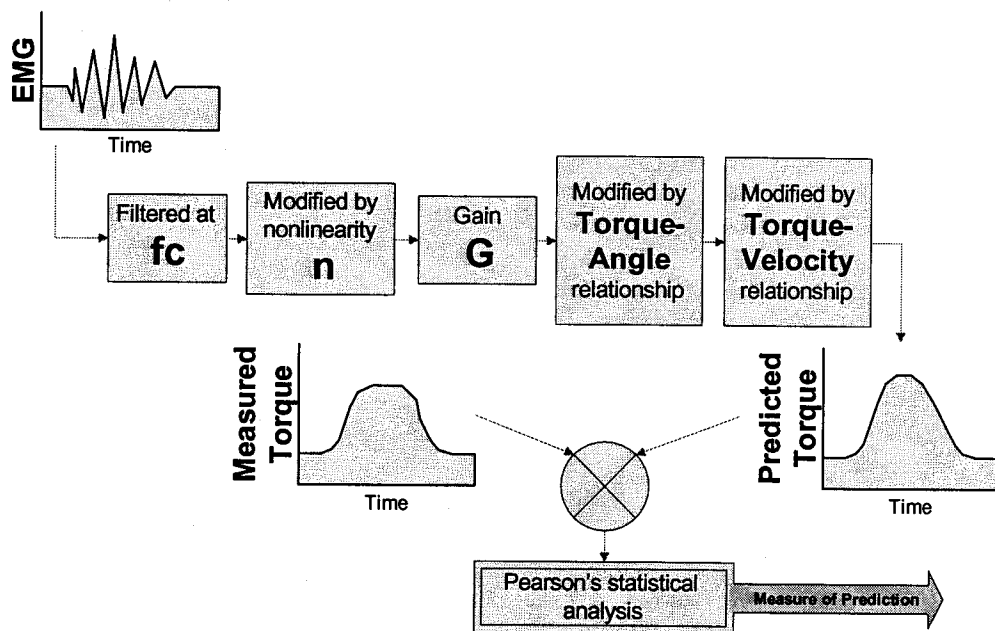 EMG
Time
Filtered at
fc
Modified by
nonlinearity
n
Gain
G
Modified by
Torque-
Angle
relationship
Modified by
Torque-
Velocity
relationship
Measured
Torque
Time
Predicted
Torque
Time
Pearson's statistical
analysis
Measure of Prediction